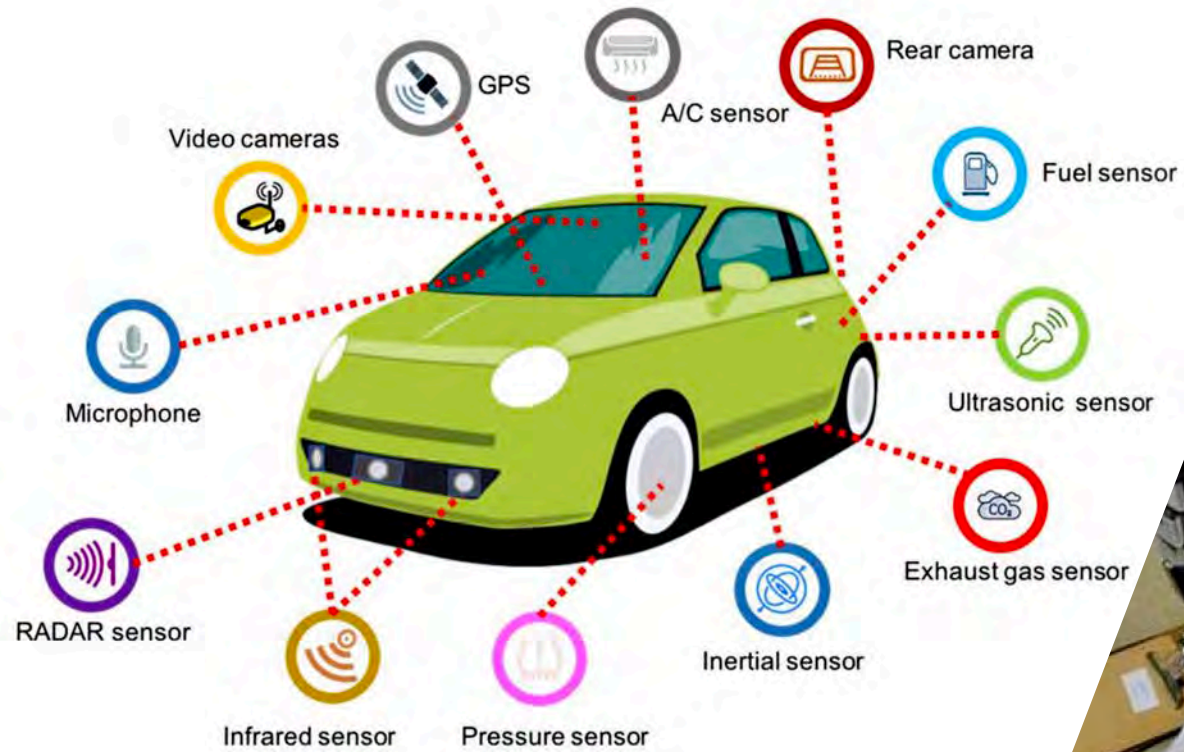 GPS
A/C sensor
Rear camera
Video cameras
Fuel sensor
Microphone
Ultrasonic  sensor
CO₂
Exhaust gas sensor
RADAR sensor
Inertial sensor
Infrared sensor
Pressure sensor